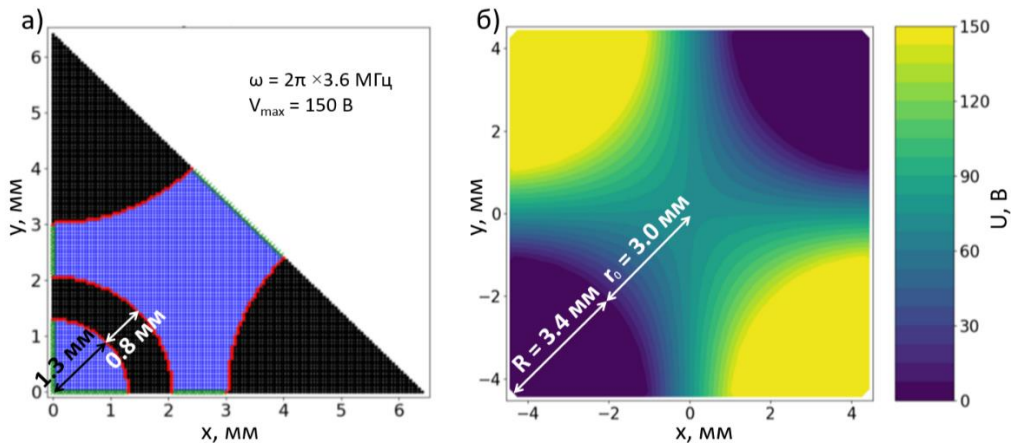 а)
ω = 2π ×3.6 МГц
Vmax = 150 В
y, мм
6
5
4
3
2
1
0
1.3 мм
0.8 мм
0 1 2 3 4 5 6
x, мм
б)
y, мм
4
2
0
−2
−4
r₀ = 3.0 мм
R = 3.4 мм
−4 −2 0 2 4
x, мм
150
120
90
60
30
0
U, В